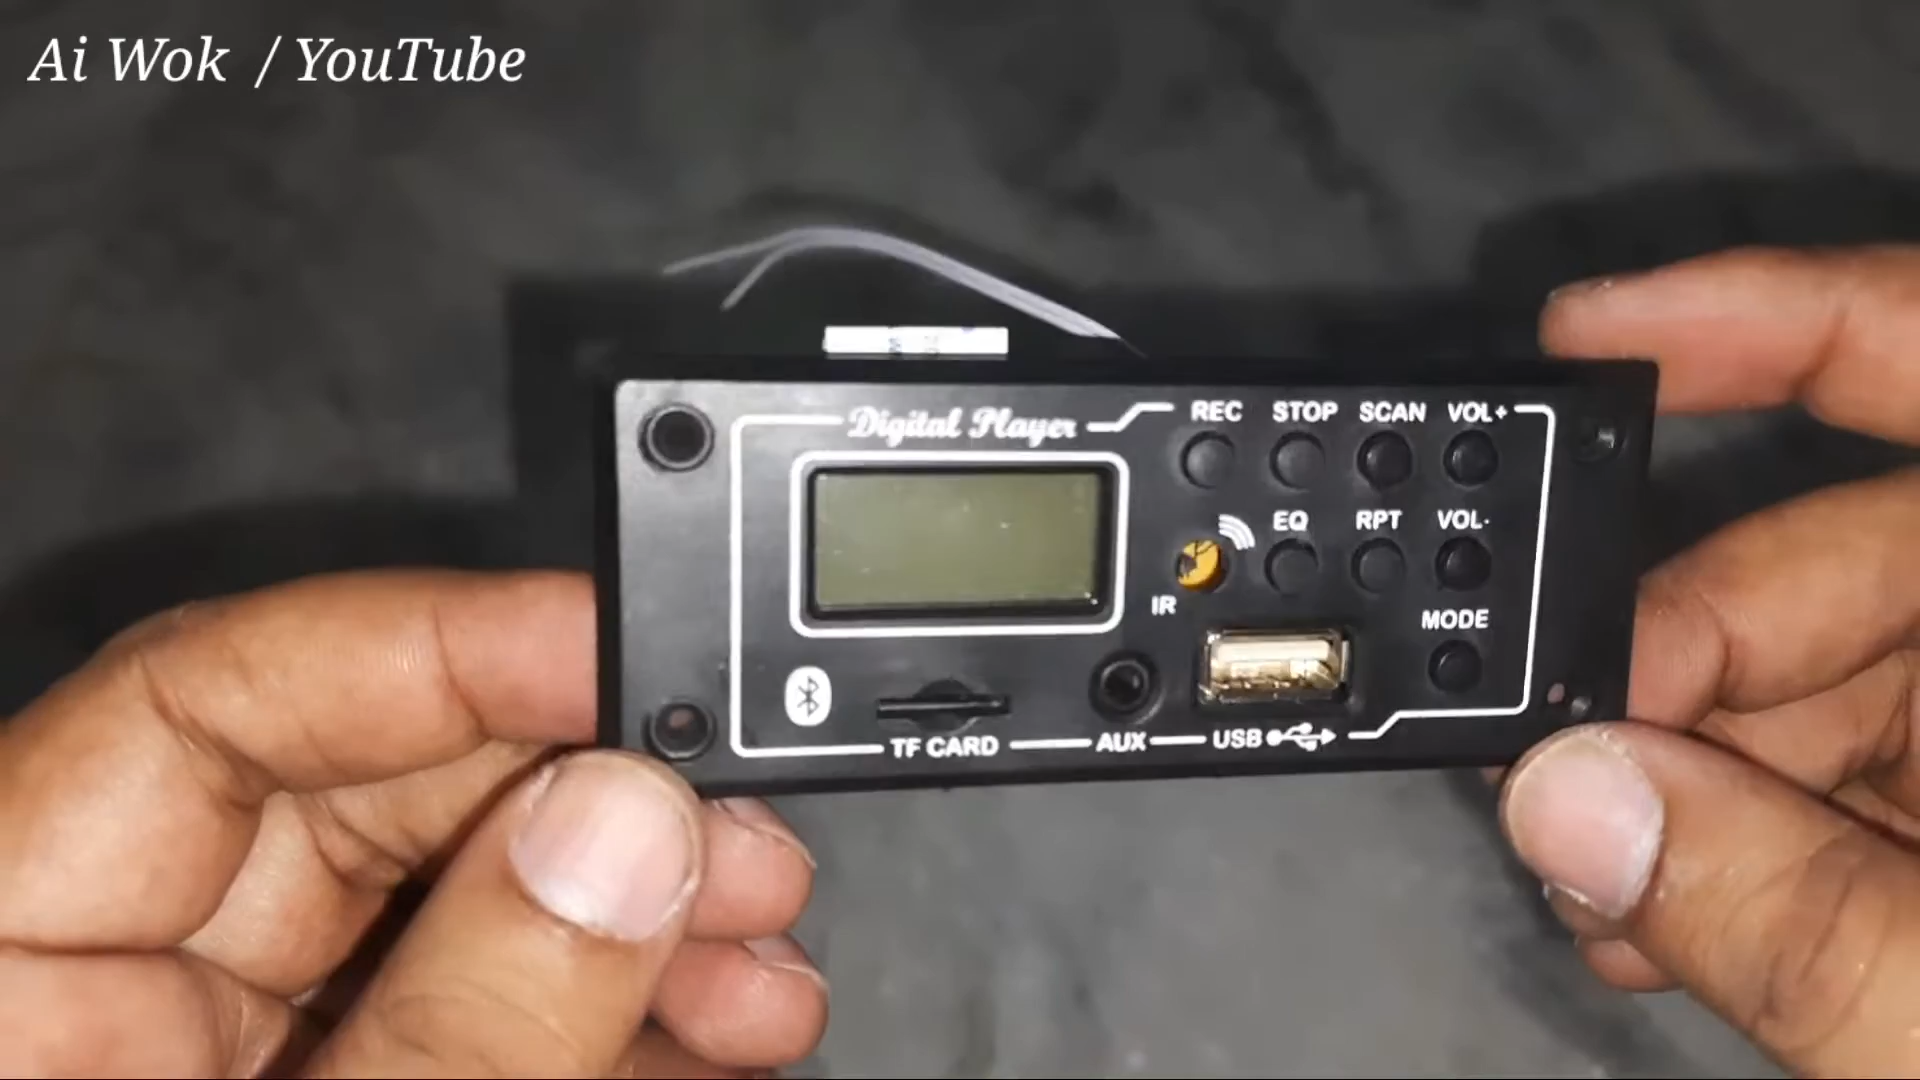 Ai Wok / YouTube
Digital Player
REC STOP SCAN VOL+
EQ RPT VOL-
IR
MODE
TF CARD AUX USB